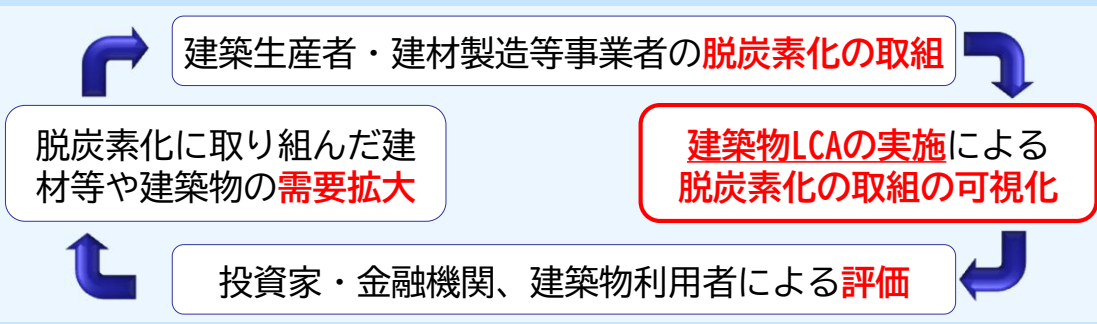 建築生産者・建材製造等事業者の脱炭素化の取組
脱炭素化に取り組んだ建
材等や建築物の需要拡大
建築物LCAの実施による
脱炭素化の取組の可視化
投資家・金融機関、建築物利用者による評価